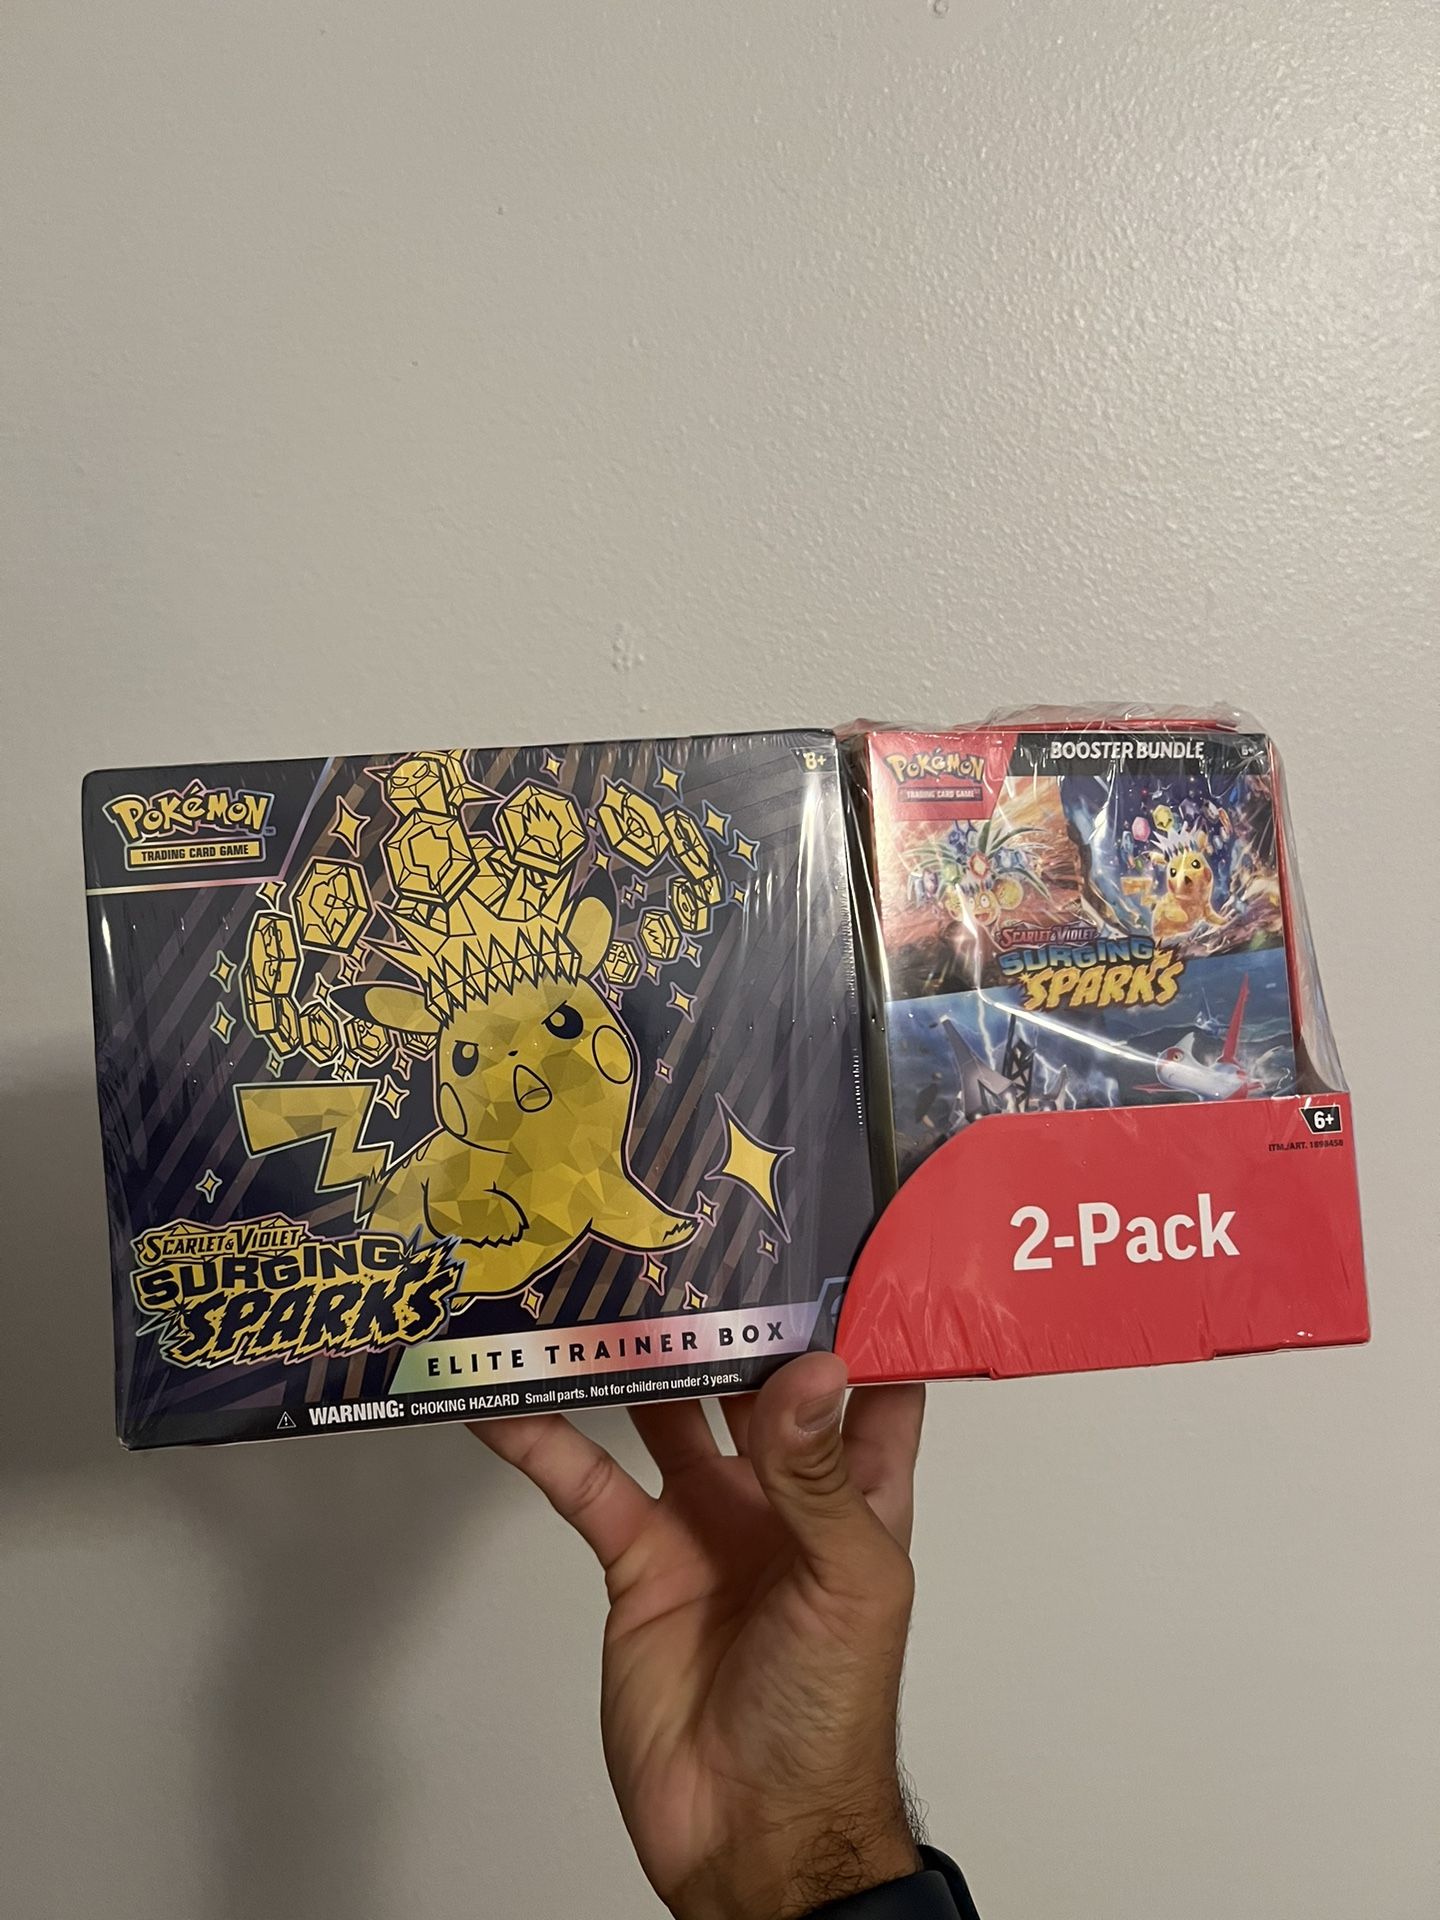 POKéMON
TRADING CARD GAME
8+
SCARLET & VIOLET
SURGING
SPARKS
ELITE TRAINER BOX
WARNING: CHOKING HAZARD Small parts. Not for children under 3 years.
POKéMON
TRADING CARD GAME
BOOSTER BUNDLE
6+
SCARLET & VIOLET
SURGING
SPARKS
6+
ITM./ART. 1898458
2-Pack